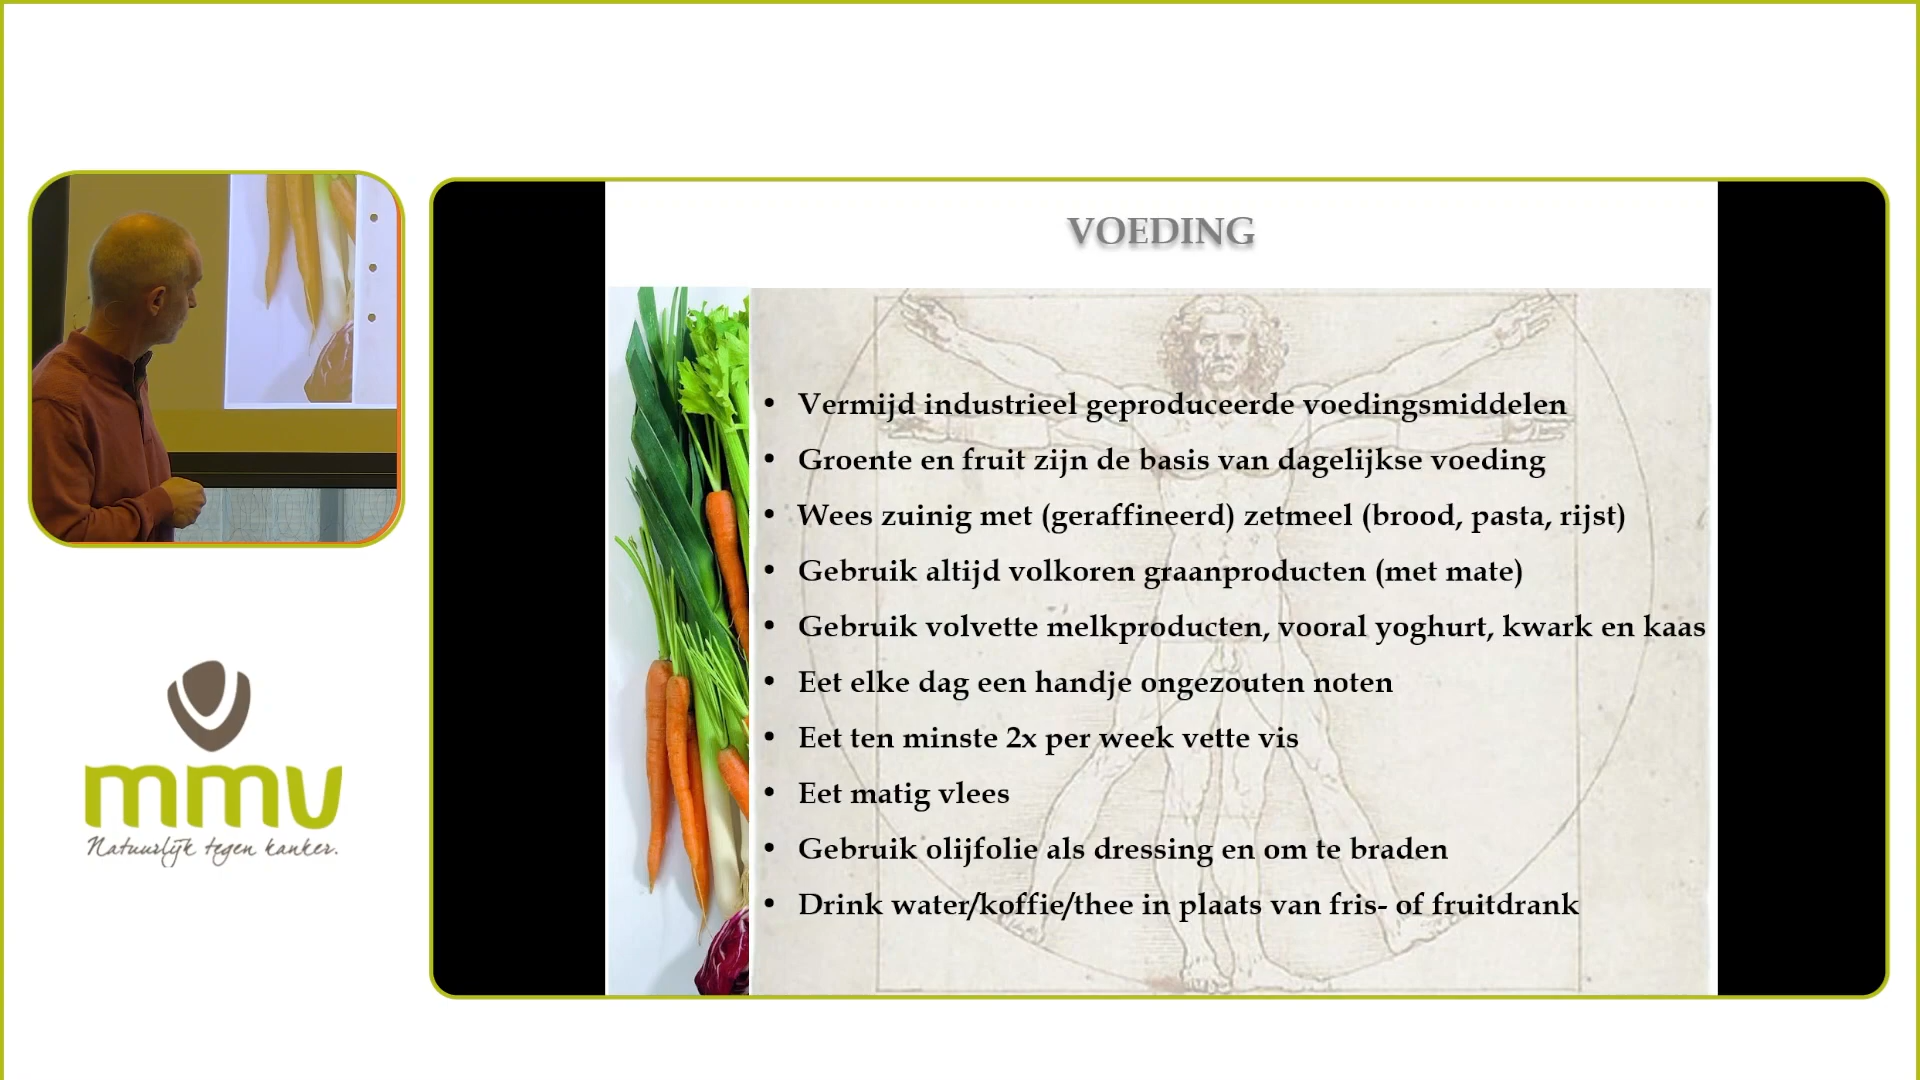 VOEDING
• Vermijd industrieel geproduceerde voedingsmiddelen
• Groente en fruit zijn de basis van dagelijkse voeding
• Wees zuinig met (geraffineerd) zetmeel (brood, pasta, rijst)
• Gebruik altijd volkoren graanproducten (met mate)
• Gebruik volvette melkproducten, vooral yoghurt, kwark en kaas
• Eet elke dag een handje ongezouten noten
• Eet ten minste 2x per week vette vis
• Eet matig vlees
• Gebruik olijfolie als dressing en om te braden
• Drink water/koffie/thee in plaats van fris- of fruitdrank
mmv
Natuurlijk tegen kanker.